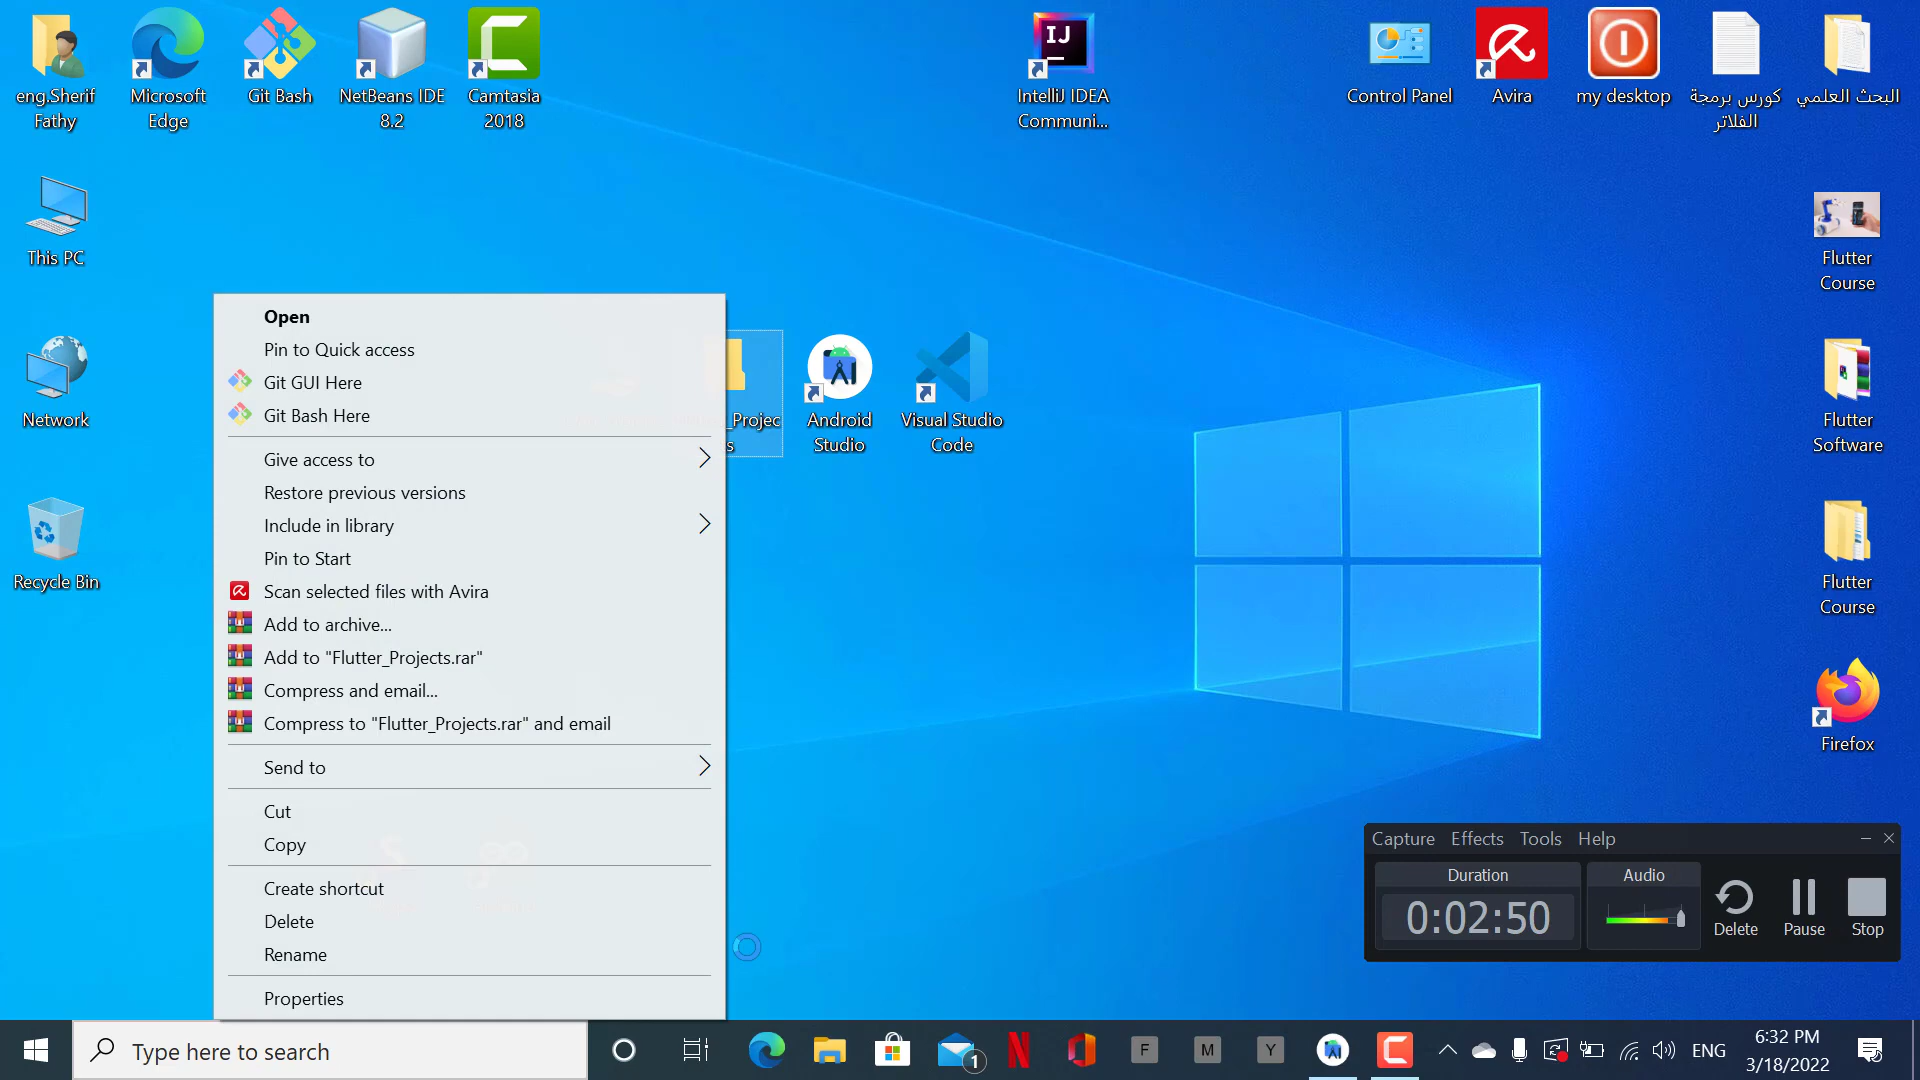 eng.Sherif
Fathy
Microsoft
Edge
Git Bash
NetBeans IDE
8.2
Camtasia
2018
IJ
IntelliJ IDEA
Communi...
Control Panel
Avira
my desktop
كورس برمجة
الفلاتر
البحث العلمي
This PC
Flutter
Course
Network
Open
Pin to Quick access
Git GUI Here
Git Bash Here
Give access to
Restore previous versions
Include in library
Pin to Start
Scan selected files with Avira
Add to archive...
Add to "Flutter_Projects.rar"
Compress and email...
Compress to "Flutter_Projects.rar" and email
Send to
Cut
Copy
Create shortcut
Delete
Rename
Properties
_Projec
s
Android
Studio
Visual Studio
Code
Flutter
Software
Recycle Bin
Flutter
Course
Firefox
Capture Effects Tools Help
Duration
0:02:50
Audio
Delete
Pause
Stop
Type here to search
1
F
M
Y
ENG
6:32 PM
3/18/2022